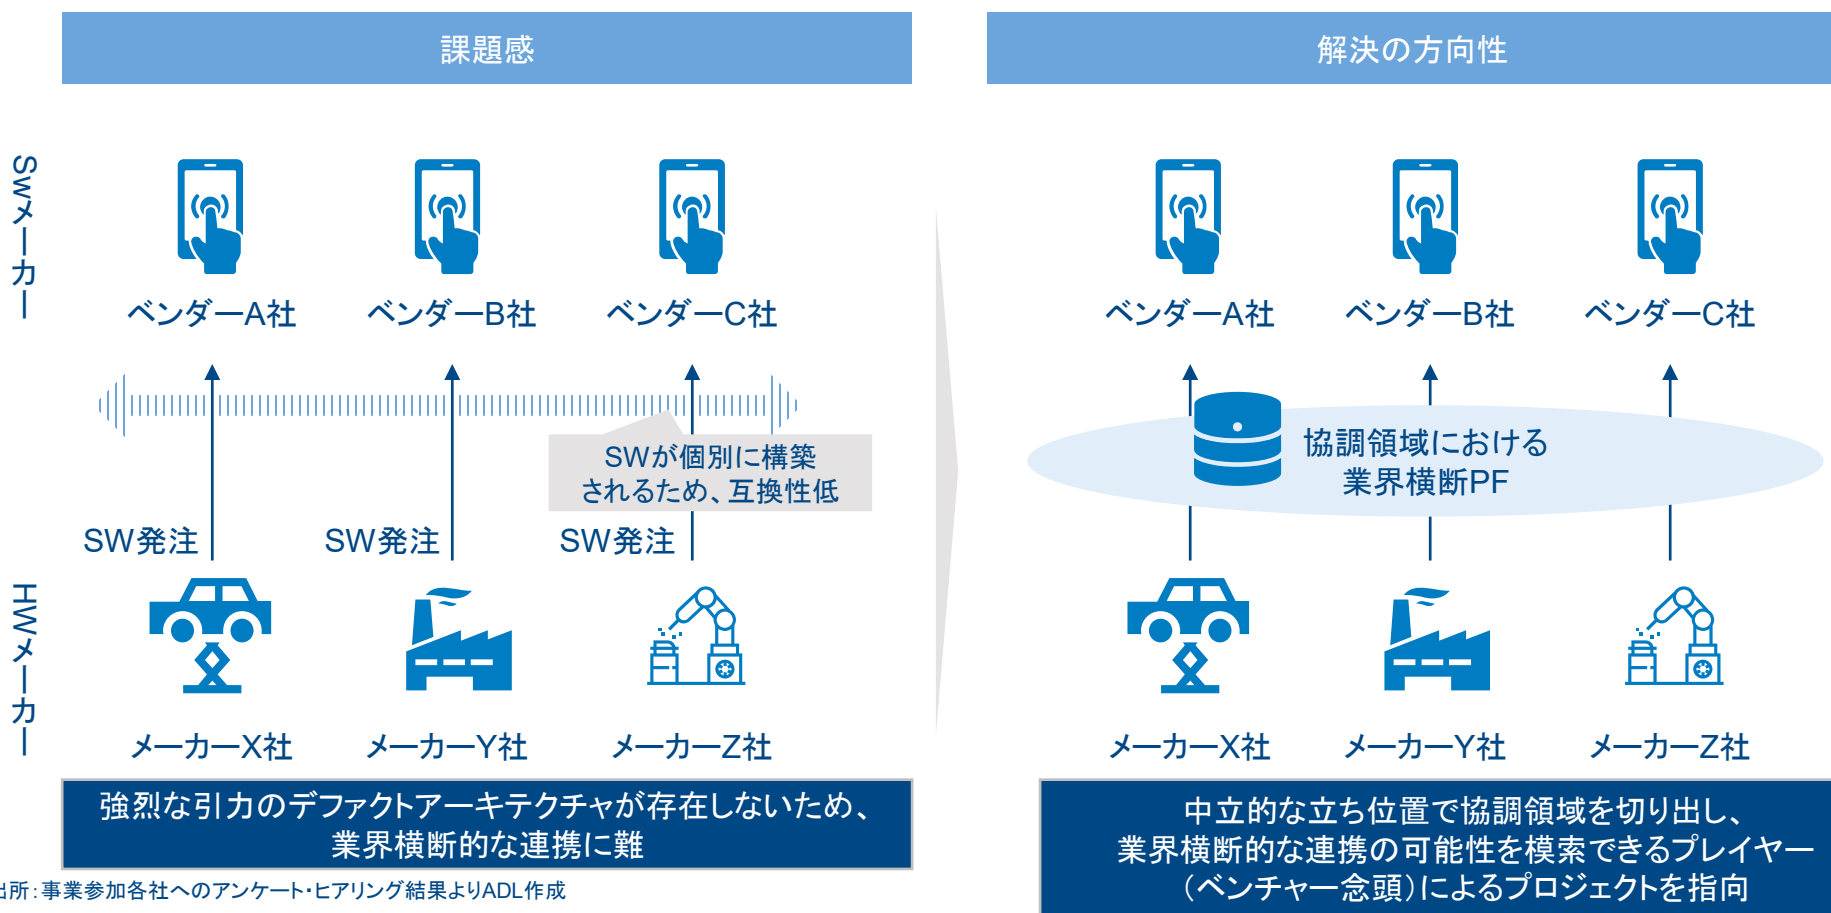 課題感
解決の方向性
Swメーカー
ベンダーA社
ベンダーB社
ベンダーC社
SWが個別に構築
されるため、互換性低
SW発注
SW発注
SW発注
HWメーカー
メーカーX社
メーカーY社
メーカーZ社
強烈な引力のデファクトアーキテクチャが存在しないため、
業界横断的な連携に難
ベンダーA社
ベンダーB社
ベンダーC社
協調領域における
業界横断PF
メーカーX社
メーカーY社
メーカーZ社
中立的な立ち位置で協調領域を切り出し、
業界横断的な連携の可能性を模索できるプレイヤー
（ベンチャー念頭）によるプロジェクトを指向
出所：事業参加各社へのアンケート・ヒアリング結果よりADL作成